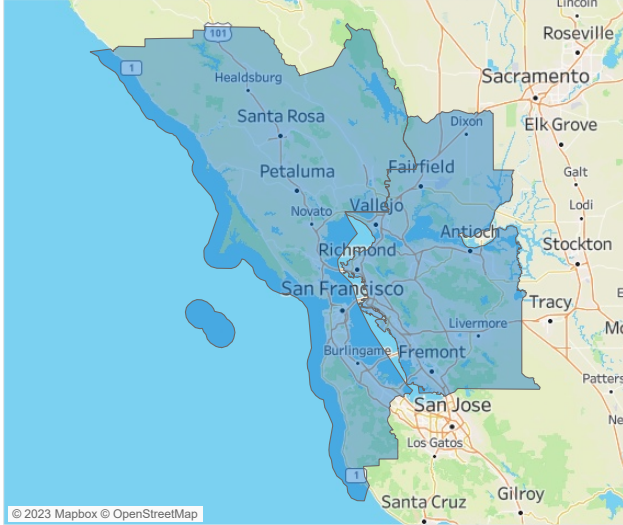 Lincoln
101
Roseville
1
Healdsburg
Sacramento
Santa Rosa
Dixon
Elk Grove
Fairfield
Petaluma
Galt
Vallejo
Novato
Lodi
Antioch
Stockton
Richmond
San Francisco
Tracy
Livermore
Burlingame
Fremont
Patters
San Jose
Los Gatos
1
Gilroy
Santa Cruz
© 2023 Mapbox © OpenStreetMap